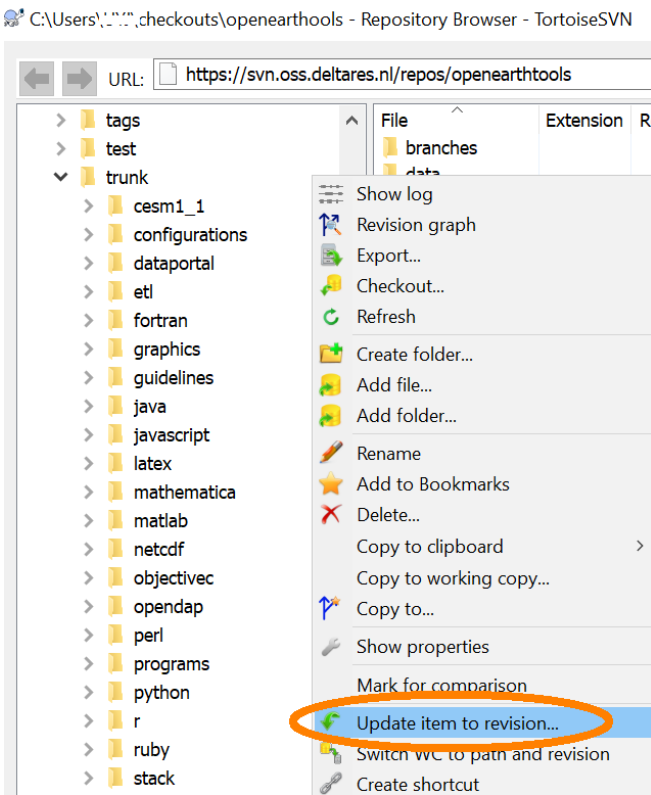 C:\Users\ checkouts\openearthools - Repository Browser - TortoiseSVN
URL: https://svn.oss.deltares.nl/repos/openearthtools
tags
test
trunk
cesm1_1
configurations
dataportal
etl
fortran
graphics
guidelines
java
javascript
latex
mathematica
matlab
netcdf
objectivec
opendap
perl
programs
python
r
ruby
stack
File Extension R
branches
data
Show log
Revision graph
Export...
Checkout...
Refresh
Create folder...
Add file...
Add folder...
Rename
Add to Bookmarks
Delete...
Copy to clipboard
Copy to working copy...
Copy to...
Show properties
Mark for comparison
Update item to revision...
Switch WC to path and revision
Create shortcut